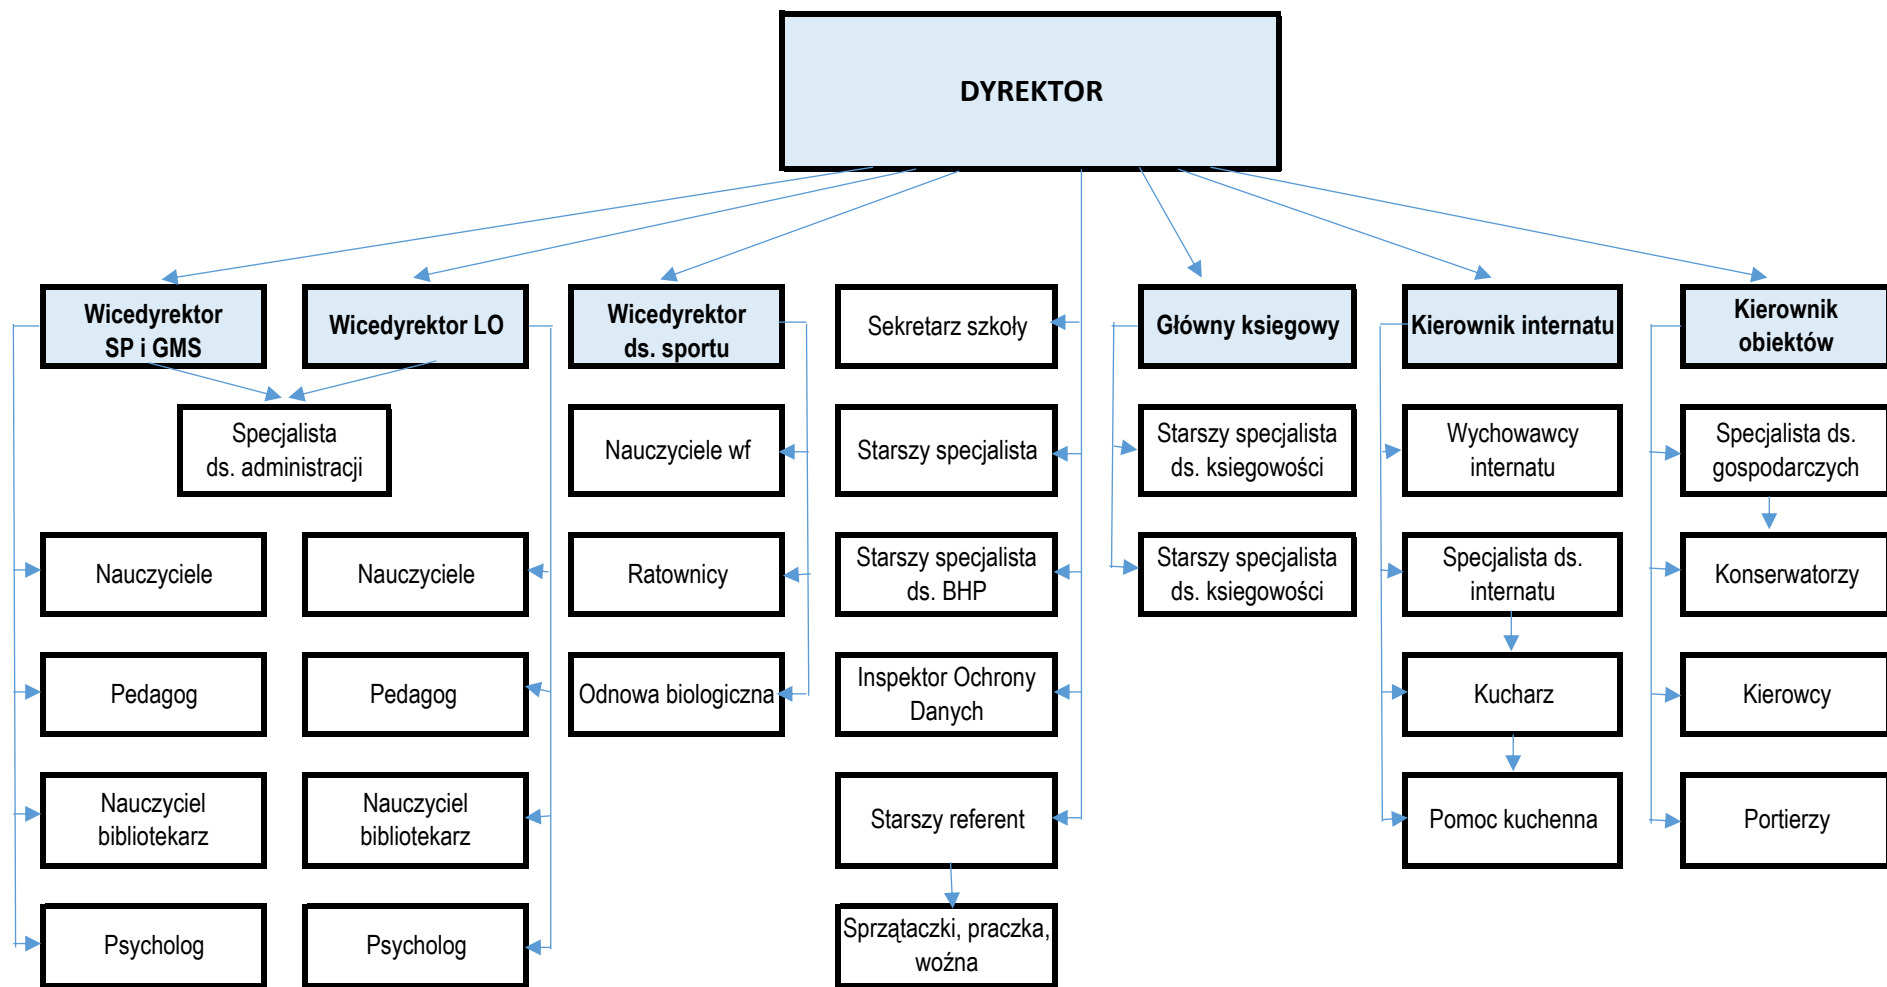 DYREKTOR
Wicedyrektor
SP i GMS
Wicedyrektor LO
Wicedyrektor
ds. sportu
Sekretarz szkoły
Główny ksiegowy
Kierownik internatu
Kierownik
obiektów
Specjalista
ds. administracji
Nauczyciele wf
Starszy specjalista
Starszy specjalista
ds. ksiegowości
Wychowawcy
internatu
Specjalista ds.
gospodarczych
Nauczyciele
Nauczyciele
Ratownicy
Starszy specjalista
ds. BHP
Starszy specjalista
ds. ksiegowości
Specjalista ds.
internatu
Konserwatorzy
Pedagog
Pedagog
Odnowa biologiczna
Inspektor Ochrony
Danych
Kucharz
Kierowcy
Nauczyciel
bibliotekarz
Nauczyciel
bibliotekarz
Starszy referent
Pomoc kuchenna
Portierzy
Psycholog
Psycholog
Sprzątaczki, praczka,
woźna